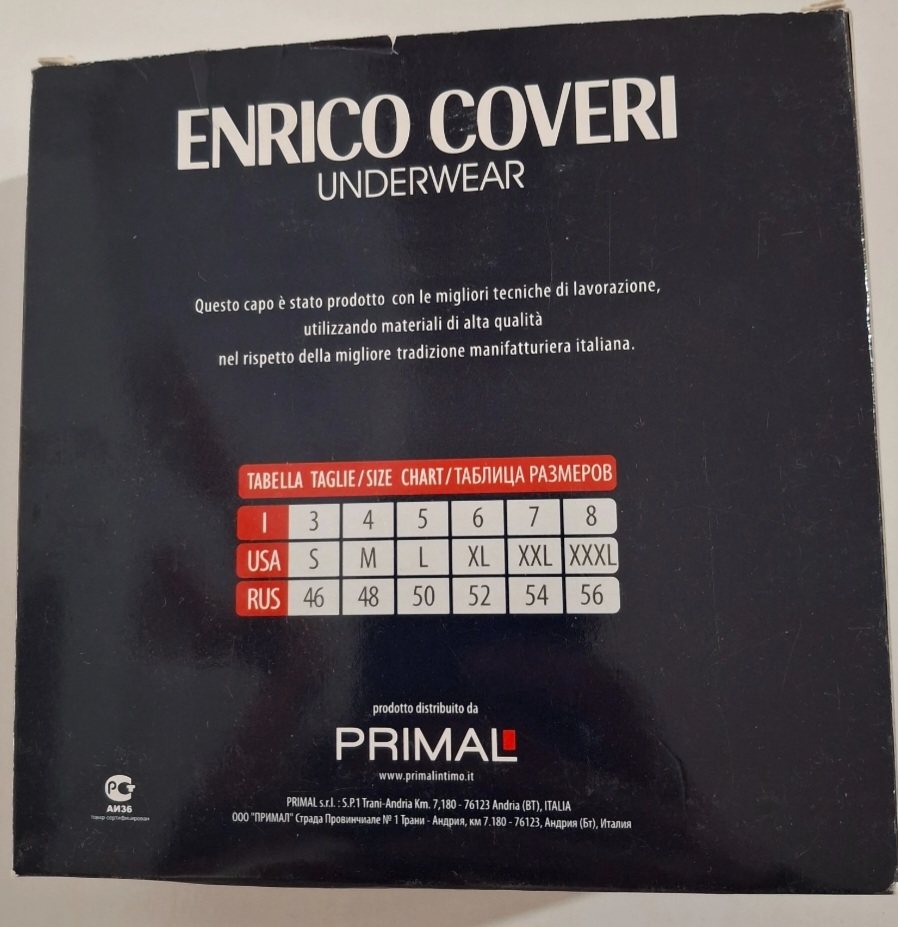 ENRICO COVERI
UNDERWEAR
Questo capo è stato prodotto con le migliori tecniche di lavorazione,
utilizzando materiali di alta qualità
nel rispetto della migliore tradizione manifatturiera italiana.
TABELLA TAGLIE/SIZE CHART/ТАБЛИЦА РАЗМЕРОВ
I 3 4 5 6 7 8
USA S M L XL XXL XXXL
RUS 46 48 50 52 54 56
prodotto distribuito da
PRIMAL
www.primalintimo.it
PRIMAL s.r.l. : S.P.1 Trani-Andria Km. 7,180 - 76123 Andria (BT), ITALIA
ООО "ПРИМАЛ" Страда Провинчиале № 1 Трани - Андрия, км 7.180 - 76123, Андрия (Бт), Италия
РСТ
АИ36
товар сертифицирован